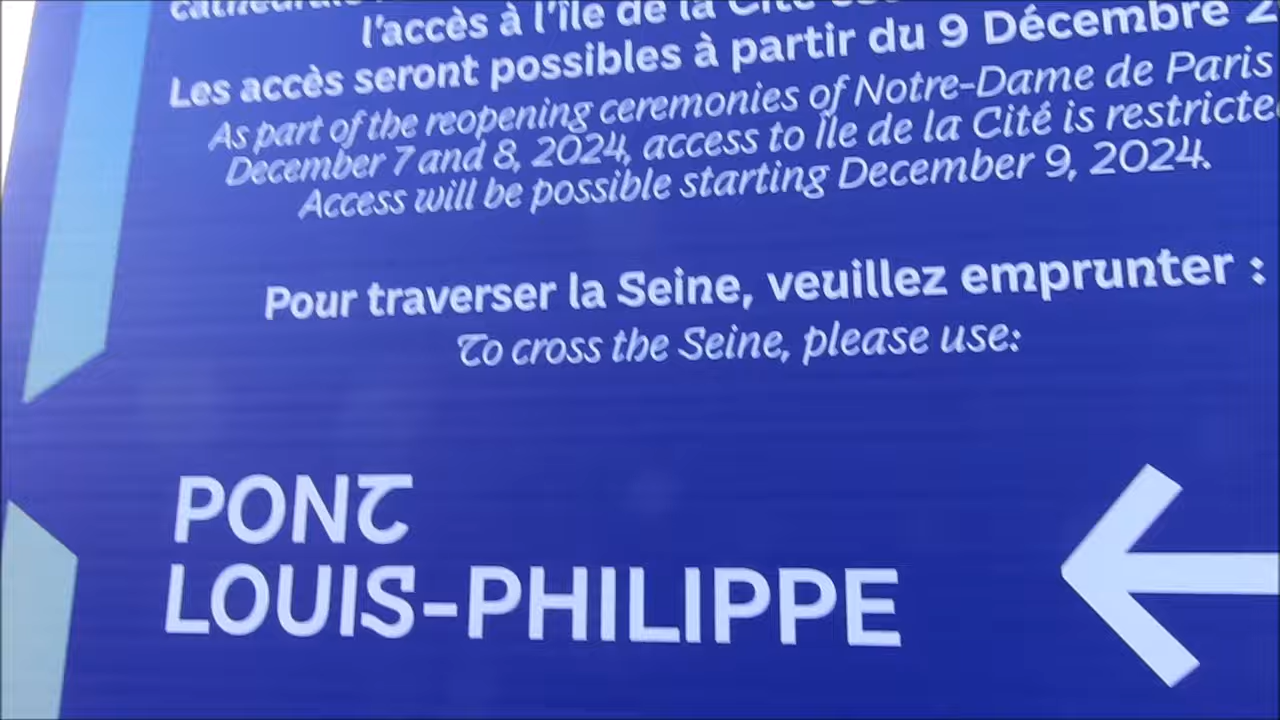 l'accès à l'île de la Cité
Les accès seront possibles à partir du 9 Décembre
As part of the reopening ceremonies of Notre-Dame de Paris
December 7 and 8, 2024, access to Île de la Cité is
Access will be possible starting December 9, 2024.
Pour traverser la Seine, veuillez emprunter :
To cross the Seine, please use:
PONT
LOUIS-PHILIPPE